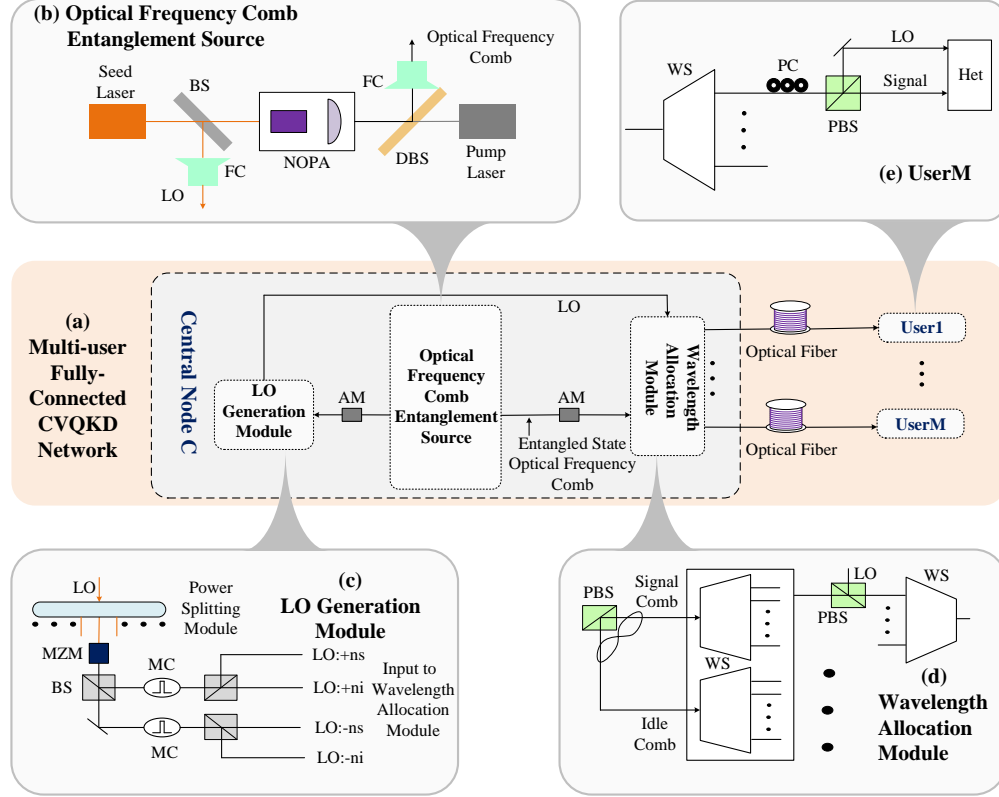 (b) Optical Frequency Comb
Entanglement Source
Seed
Laser
BS
FC
LO
NOPA
Optical Frequency
Comb
FC
DBS
Pump
Laser
WS
PC
PBS
LO
Signal
Het
(e) UserM
(a)
Multi-user
Fully-
Connected
CVQKD
Network
Central Node C
LO
LO
Generation
Module
AM
Optical
Frequency
Comb
Entanglement
Source
AM
Entangled State
Optical Frequency
Comb
Wavelength
Allocation
Module
Optical Fiber
User1
Optical Fiber
UserM
(c)
LO Generation
Module
LO
Power
Splitting
Module
MZM
BS
MC
MC
LO:+ns
LO:+ni
LO:-ns
LO:-ni
Input to
Wavelength
Allocation
Module
PBS
Signal
Comb
WS
Idle
Comb
LO
PBS
WS
(d)
Wavelength
Allocation
Module